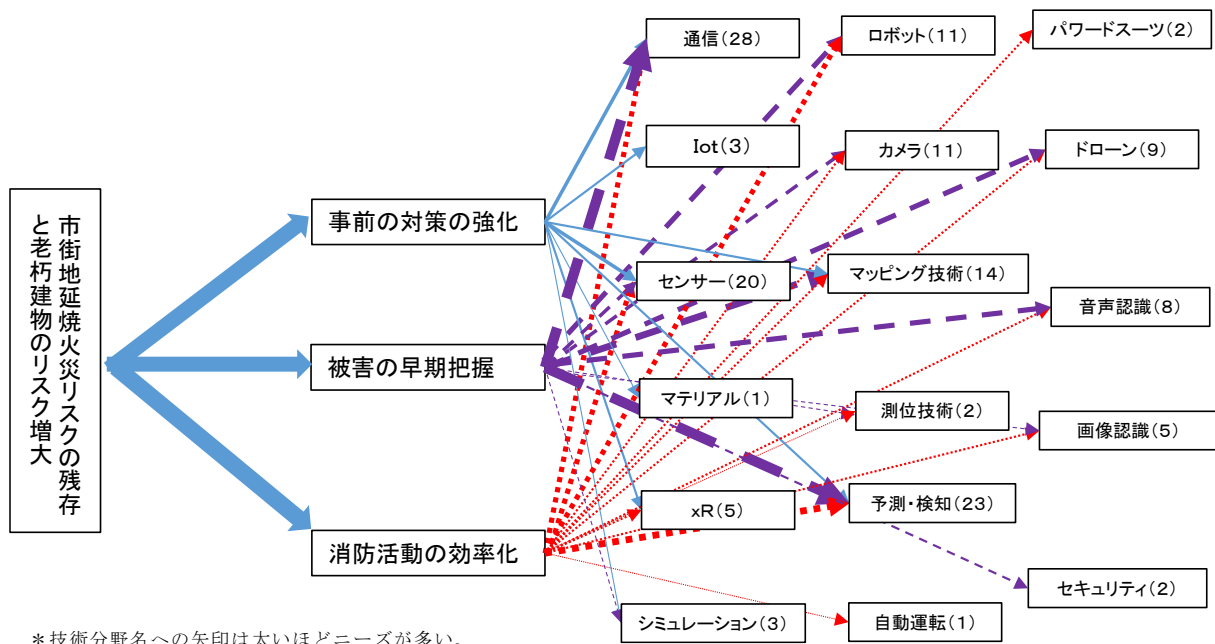 市街地延焼火災リスクの残存
と老朽建物のリスク増大
事前の対策の強化
被害の早期把握
消防活動の効率化
通信(28)
ロボット(11)
パワードスーツ(2)
Iot(3)
カメラ(11)
ドローン(9)
センサー(20)
マッピング技術(14)
音声認識(8)
マテリアル(1)
測位技術(2)
画像認識(5)
xR(5)
予測・検知(23)
セキュリティ(2)
シミュレーション(3)
自動運転(1)
*技術分野名への矢印は太いほどニーズが多い。